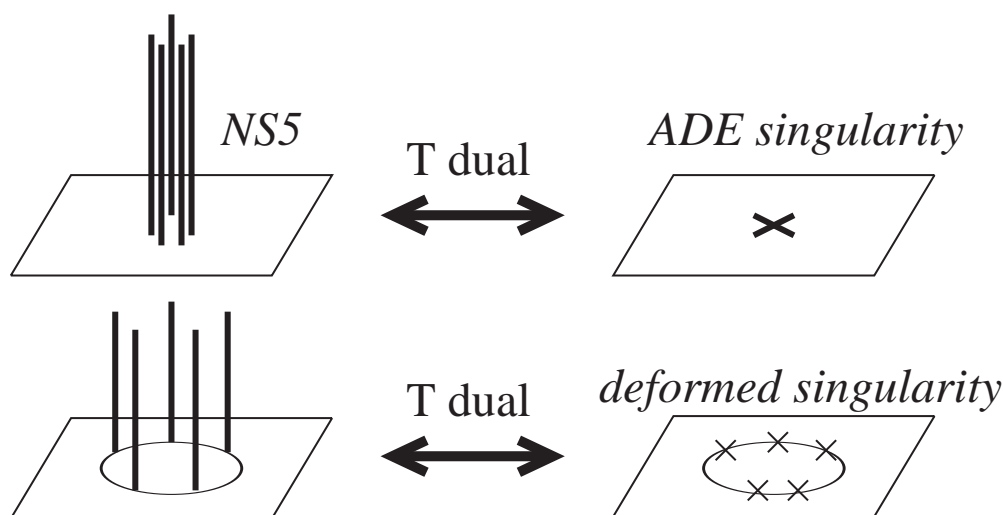 NS5
T dual
ADE singularity
T dual
deformed singularity